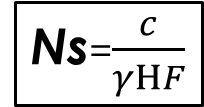 Ns = c / γHF